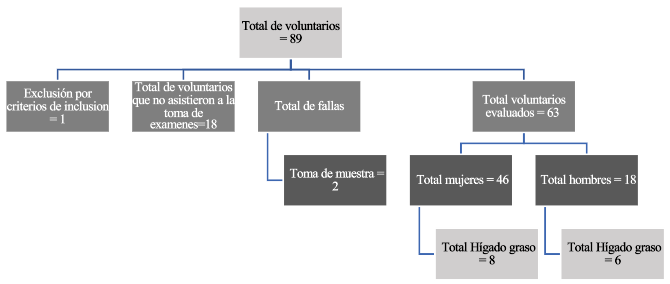 Total de voluntarios
= 89
Exclusión por
criterios de inclusion
= 1
Total de voluntarios
que no asistieron a la
toma de
examenes=18
Total de fallas
Total voluntarios
evaluados = 63
Toma de muestra =
2
Total mujeres = 46
Total hombres = 18
Total Hígado graso
= 8
Total Hígado graso
= 6